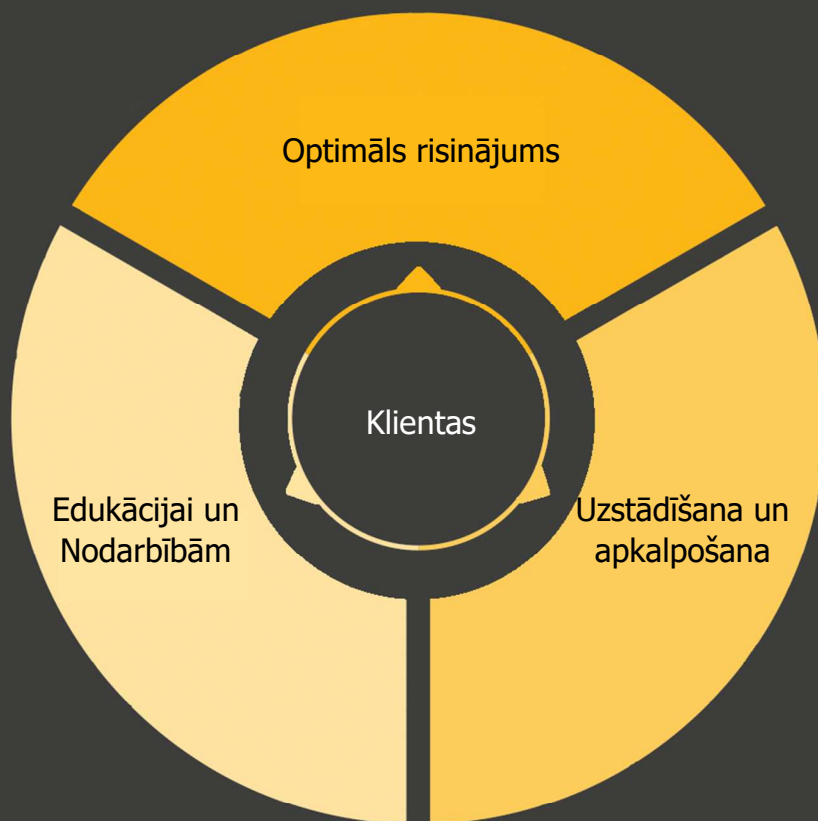 Optimāls risinājums
Klientas
Edukācijai un
Nodarbībām
Uzstādīšana un
apkalpošana